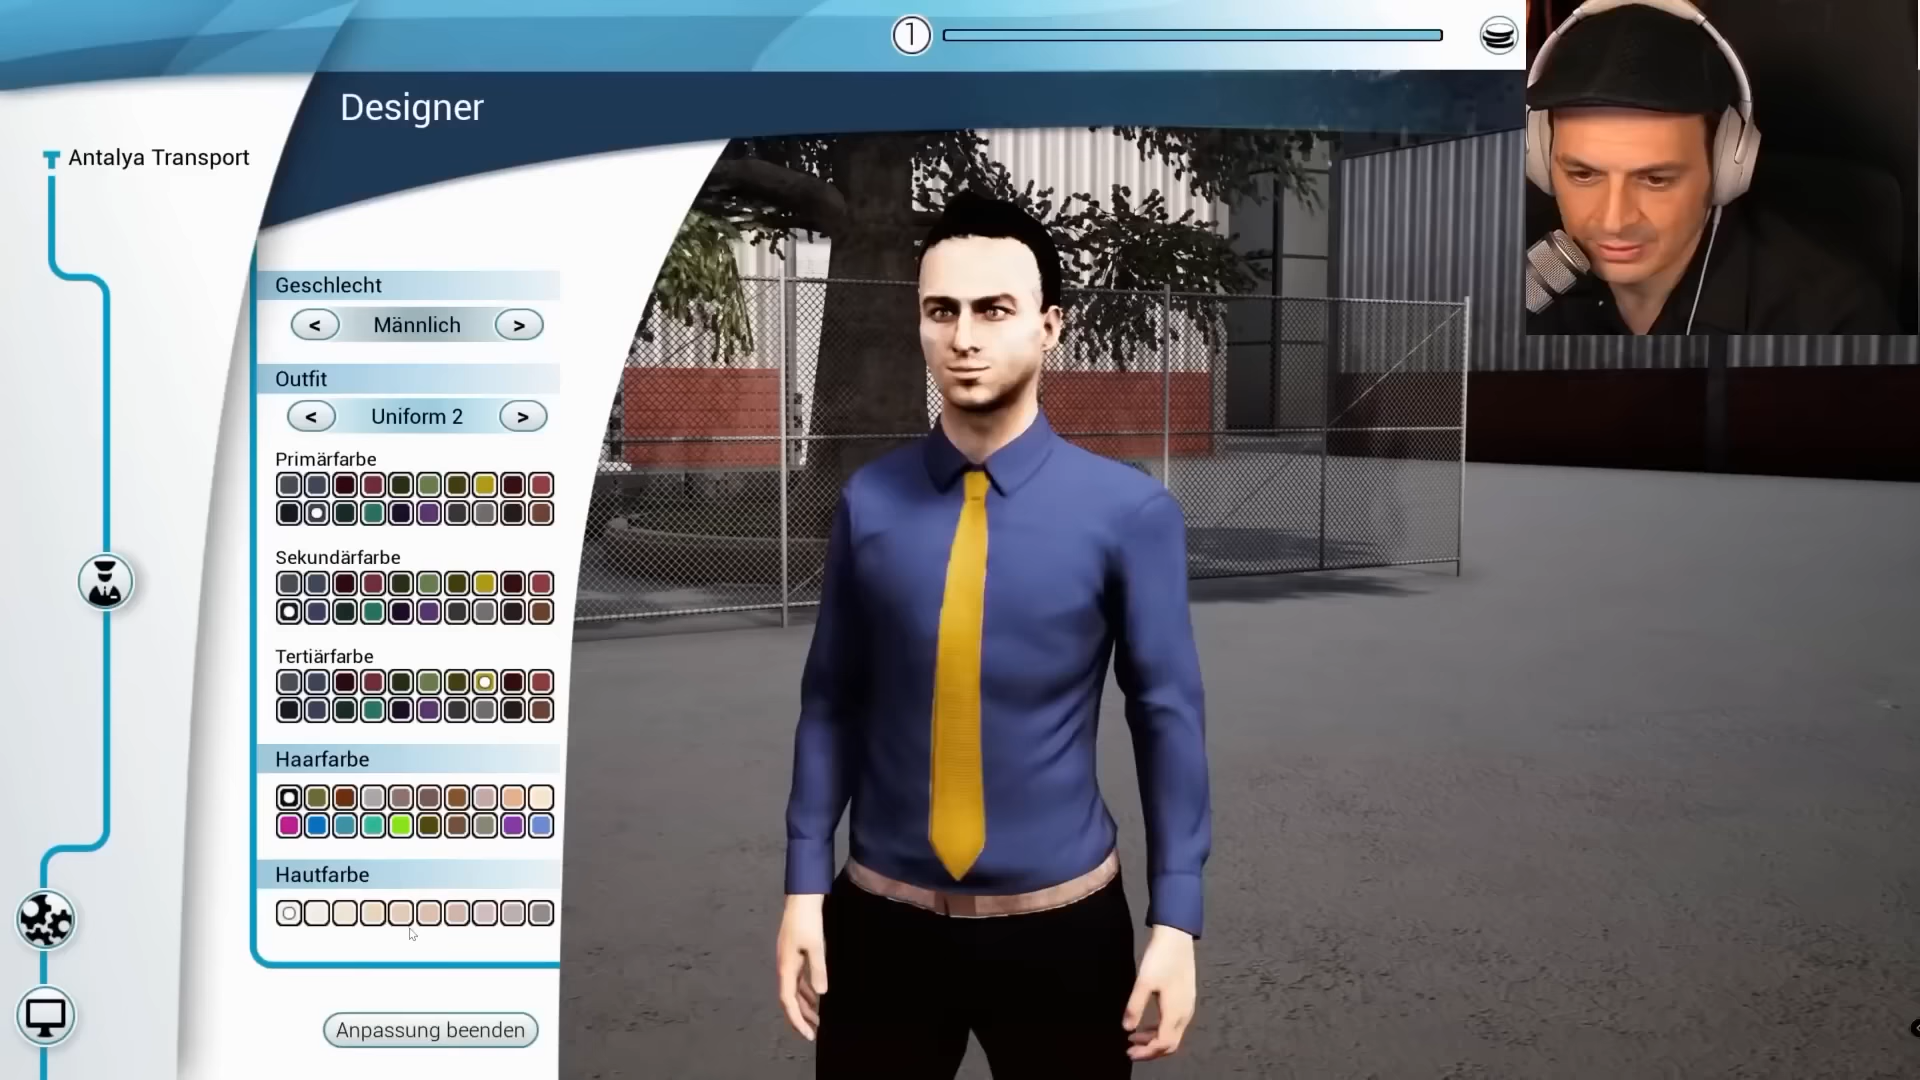 1
Designer
Antalya Transport
Geschlecht
< Männlich >
Outfit
< Uniform 2 >
Primärfarbe
Sekundärfarbe
Tertiärfarbe
Haarfarbe
Hautfarbe
Anpassung beenden